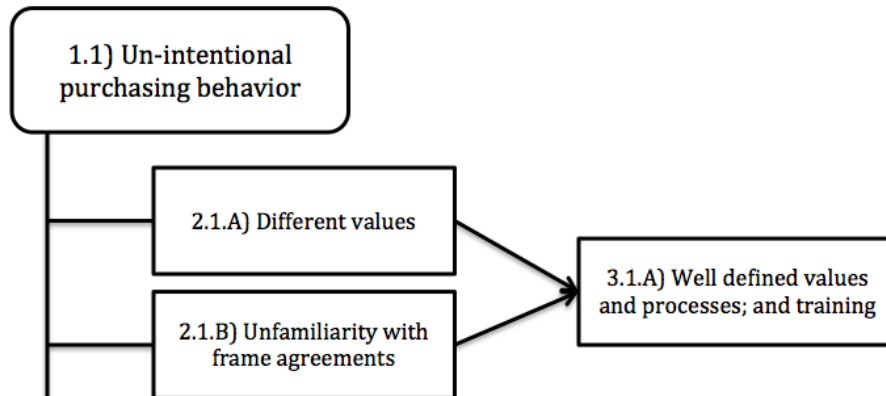 1.1) Un-intentional
purchasing behavior
2.1.A) Different values
2.1.B) Unfamiliarity with
frame agreements
3.1.A) Well defined values
and processes; and training